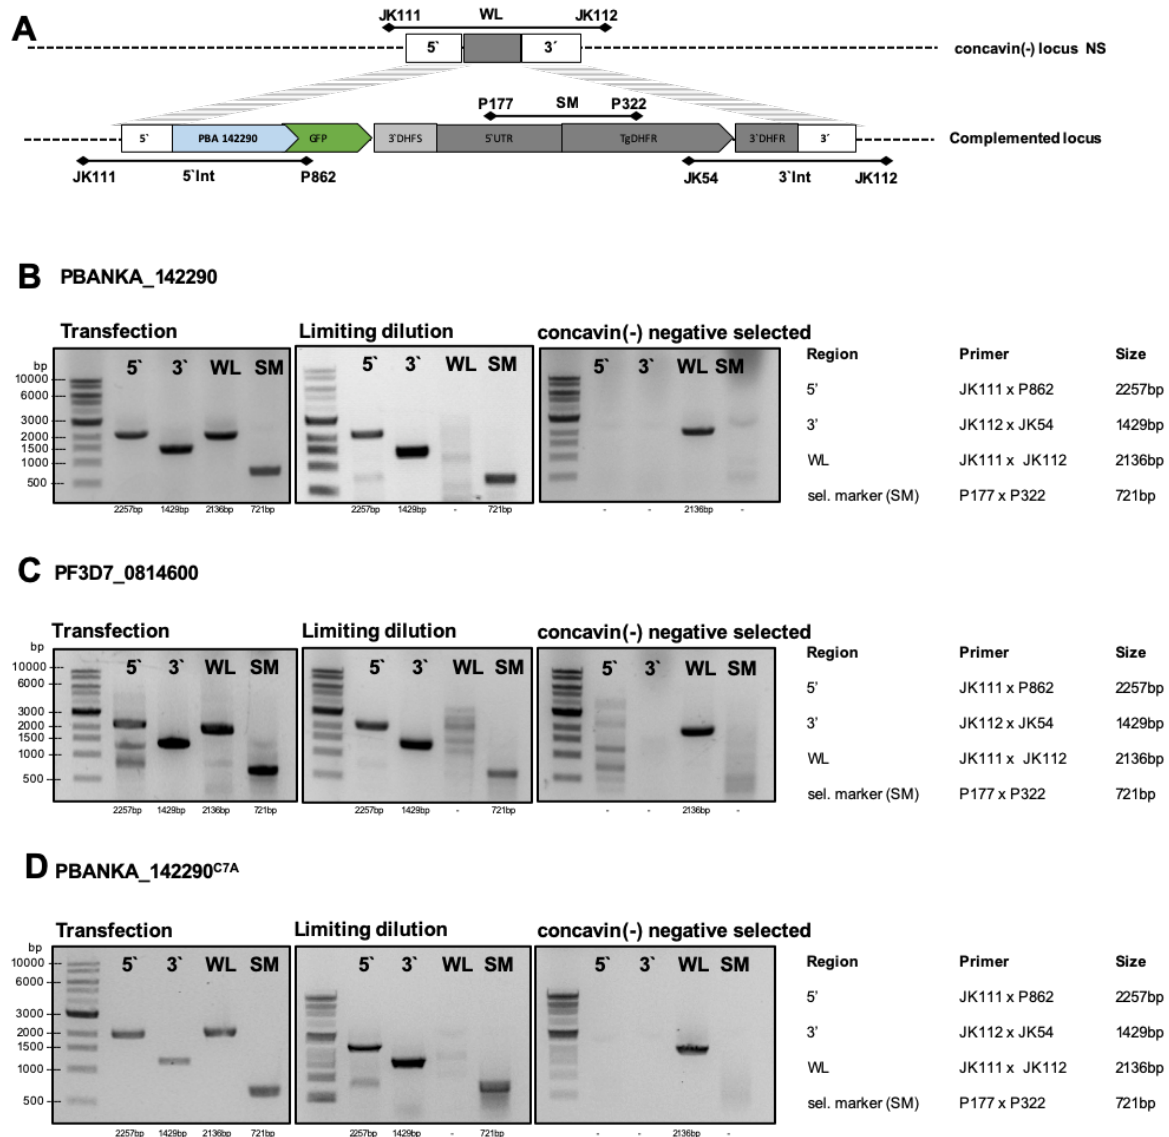 A
JK111 WL JK112
5` 3´ concavin(-) locus NS
P177 SM P322
5` PBA 142290 GFP 3`DHFS 5`UTR TgDHFR 3`DHFR 3´ Complemented locus
JK111 5`Int P862 JK54 3`Int JK112
B PBANKA_142290
Transfection Limiting dilution concavin(-) negative selected
bp 5` 3` WL SM 5` 3` WL SM 5` 3` WL SM
10000
6000
3000
2000
1500
1000
500
2257bp 1429bp 2136bp 721bp 2257bp 1429bp - 721bp - - 2136bp -
Region Primer Size
5’ JK111 x P862 2257bp
3’ JK112 x JK54 1429bp
WL JK111 x JK112 2136bp
sel. marker (SM) P177 x P322 721bp
C PF3D7_0814600
Transfection Limiting dilution concavin(-) negative selected
bp 5` 3` WL SM 5` 3` WL SM 5` 3` WL SM
10000
6000
3000
2000
1500
1000
500
2257bp 1429bp 2136bp 721bp 2257bp 1429bp - 721bp - - 2136bp -
Region Primer Size
5’ JK111 x P862 2257bp
3’ JK112 x JK54 1429bp
WL JK111 x JK112 2136bp
sel. marker (SM) P177 x P322 721bp
D PBANKA_142290C7A
Transfection Limiting dilution concavin(-) negative selected
bp 5` 3` WL SM 5` 3` WL SM 5` 3` WL SM
10000
6000
3000
2000
1500
1000
500
2257bp 1429bp 2136bp 721bp 2257bp 1429bp - 721bp - - 2136bp -
Region Primer Size
5’ JK111 x P862 2257bp
3’ JK112 x JK54 1429bp
WL JK111 x JK112 2136bp
sel. marker (SM) P177 x P322 721bp